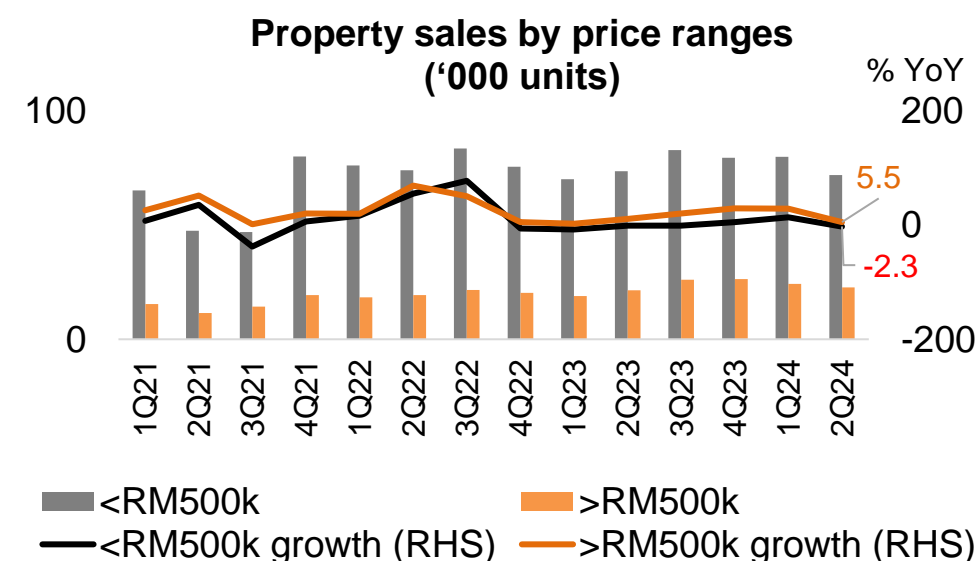 Property sales by price ranges
(‘000 units)
% YoY
100
200
5.5
0
-2.3
0
-200
1Q21
2Q21
3Q21
4Q21
1Q22
2Q22
3Q22
4Q22
1Q23
2Q23
3Q23
4Q23
1Q24
2Q24
<RM500k
>RM500k
<RM500k growth (RHS)
>RM500k growth (RHS)